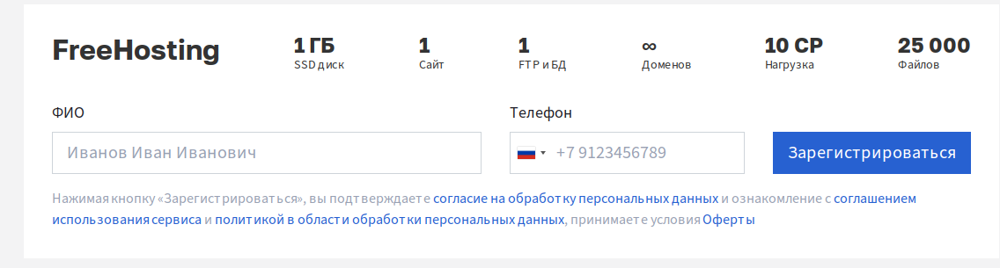 FreeHosting
1 ГБ 1 1 ∞ 10 CP 25 000
SSD диск Сайт FTP и БД Доменов Нагрузка Файлов
ФИО Телефон
Иванов Иван Иванович +7 9123456789 Зарегистрироваться
Нажимая кнопку «Зарегистрироваться», вы подтверждаете согласие на обработку персональных данных и ознакомление с соглашением
использования сервиса и политикой в области обработки персональных данных, принимаете условия Оферты